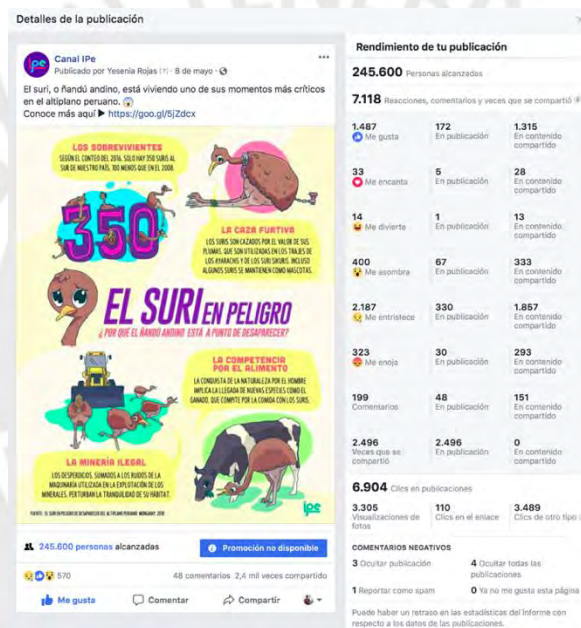 Detalles de la publicación
Canal IPe
Publicado por Yesenia Rojas [?] · 8 de mayo ·
El suri, o ñandú andino, está viviendo uno de sus momentos más críticos
en el altiplano peruano. 😱
Conoce más aquí ▶ https://goo.gl/5jZdcx
LOS SOBREVIVIENTES
SEGÚN EL CONTEO DEL 2016, SOLO HAY 350 SURIS AL
SUR DE NUESTRO PAÍS, 100 MENOS QUE EN EL 2008.
350
LA CAZA FURTIVA
LOS SURIS SON CAZADOS POR EL VALOR DE SUS
PLUMAS, QUE SON UTILIZADAS EN LOS TRAJES DE
LOS AYARACHIS Y DE LOS SURI SIKURIS. INCLUSO
ALGUNOS SURIS SE MANTIENEN COMO MASCOTAS.
EL SURI EN PELIGRO
¿POR QUÉ EL ÑANDÚ ANDINO ESTÁ A PUNTO DE DESAPARECER?
LA COMPETENCIA
POR EL ALIMENTO
LA CONQUISTA DE LA NATURALEZA POR EL HOMBRE
IMPLICA LA LLEGADA DE NUEVAS ESPECIES COMO EL
GANADO, QUE COMPITE POR LA COMIDA CON LOS SURIS.
LA MINERÍA ILEGAL
LOS DESPERDICIOS, SUMADOS A LOS RUIDOS DE LA
MAQUINARIA UTILIZADA EN LA EXPLOTACIÓN DE LOS
MINERALES, PERTURBAN LA TRANQUILIDAD DE SU HÁBITAT.
FUENTE: EL SURI EN PELIGRO DE DESAPARECER DEL ALTIPLANO PERUANO. MONGABAY, 2018
ipe
245.600 personas alcanzadas
Promoción no disponible
570
48 comentarios 2,4 mil veces compartido
Me gusta
Comentar
Compartir
Rendimiento de tu publicación
245.600 Personas alcanzadas
7.118 Reacciones, comentarios y veces que se compartió
1.487 172 1.315
Me gusta En publicación En contenido
compartido
33 5 28
Me encanta En publicación En contenido
compartido
14 1 13
Me divierte En publicación En contenido
compartido
400 67 333
Me asombra En publicación En contenido
compartido
2.187 330 1.857
Me entristece En publicación En contenido
compartido
323 30 293
Me enoja En publicación En contenido
compartido
199 48 151
Comentarios En publicación En contenido
compartido
2.496 2.496 0
Veces que se En publicación En contenido
compartió compartido
6.904 Clics en publicaciones
3.305 110 3.489
Visualizaciones de Clics en el enlace Clics de otro tipo
fotos
COMENTARIOS NEGATIVOS
3 Ocultar publicación 4 Ocultar todas las
publicaciones
1 Reportar como spam 0 Ya no me gusta esta página
Puede haber un retraso en las estadísticas del informe con
respecto a los datos de las publicaciones.